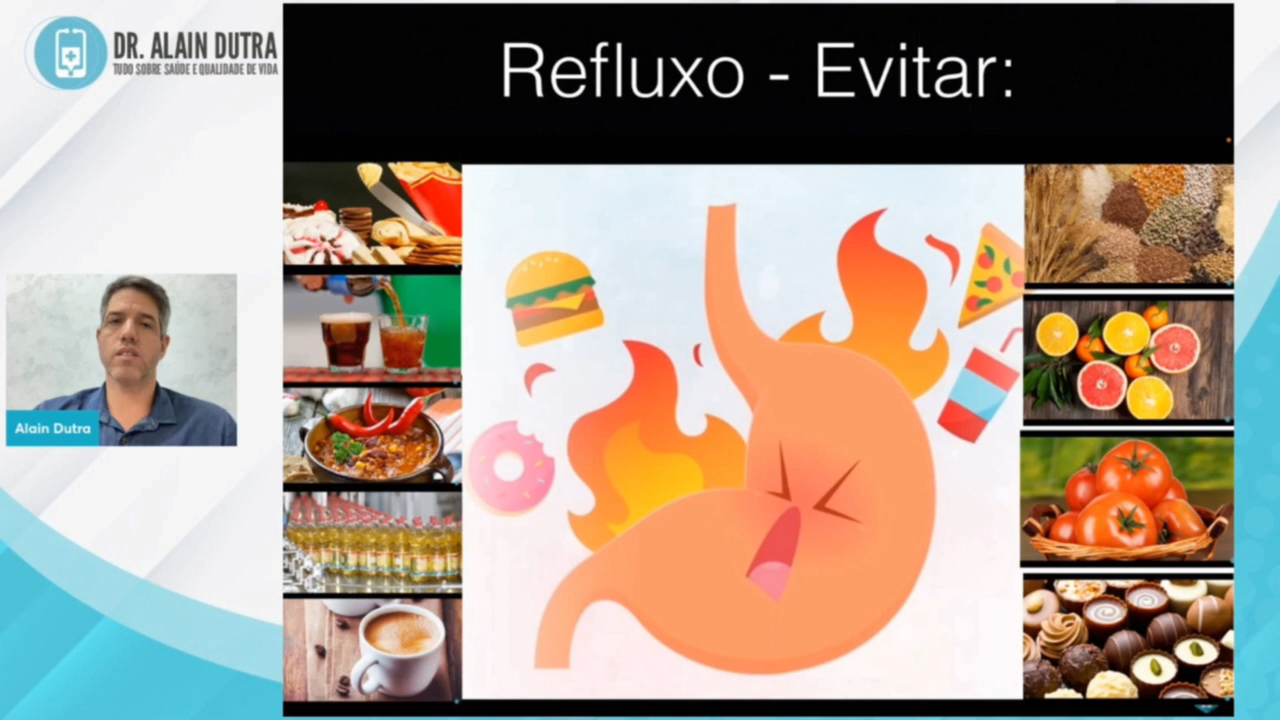 DR. ALAIN DUTRA
TUDO SOBRE SAÚDE E QUALIDADE DE VIDA
Refluxo - Evitar:
Alain Dutra